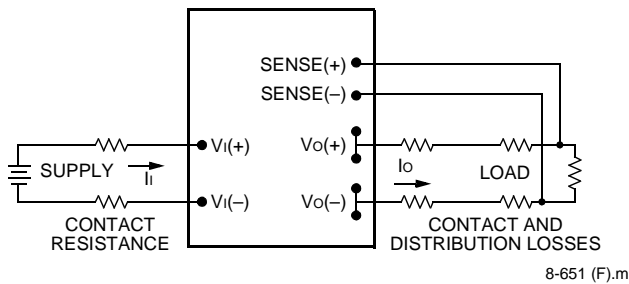 SENSE(+)
SENSE(–)
SUPPLY
II
VI(+)
VO(+)
IO
LOAD
VI(–)
VO(–)
CONTACT
RESISTANCE
CONTACT AND
DISTRIBUTION LOSSES
8-651 (F).m